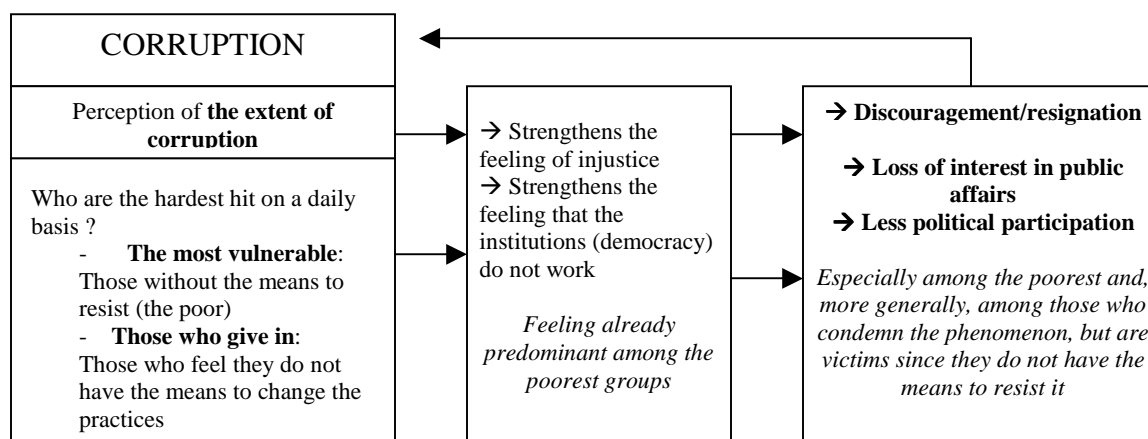 CORRUPTION
Perception of the extent of
corruption
Who are the hardest hit on a daily
basis ?
- The most vulnerable:
Those without the means to
resist (the poor)
- Those who give in:
Those who feel they do not
have the means to change the
practices
→ Strengthens the
feeling of injustice
→ Strengthens the
feeling that the
institutions (democracy)
do not work
Feeling already
predominant among the
poorest groups
→ Discouragement/resignation
→ Loss of interest in public
affairs
→ Less political participation
Especially among the poorest and,
more generally, among those who
condemn the phenomenon, but are
victims since they do not have the
means to resist it